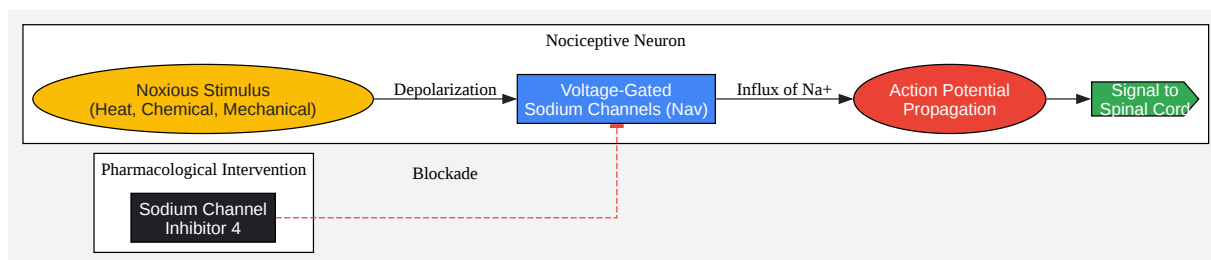 Nociceptive Neuron
Noxious Stimulus
(Heat, Chemical, Mechanical)
Depolarization
Voltage-Gated
Sodium Channels (Nav)
Influx of Na+
Action Potential
Propagation
Signal to
Spinal Cord
Pharmacological Intervention
Sodium Channel
Inhibitor 4
Blockade